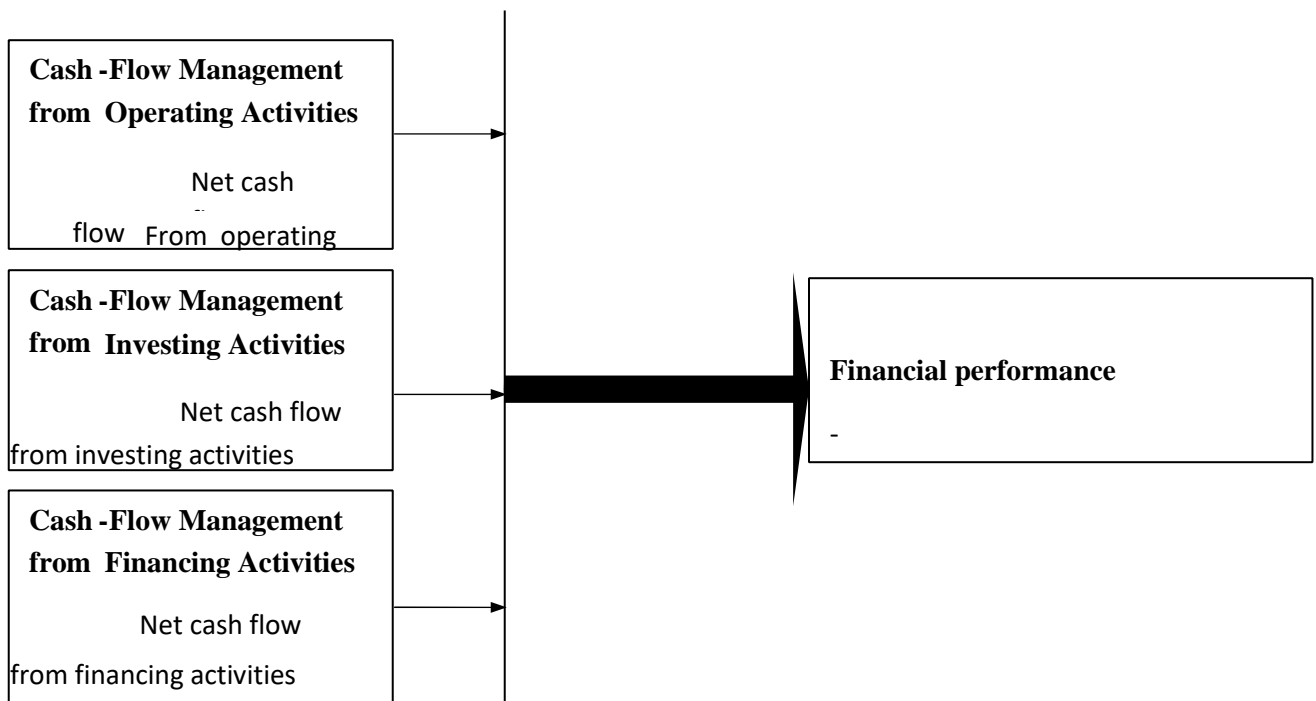 Cash -Flow Management
from Operating Activities
Net cash
flow From operating
Cash -Flow Management
from Investing Activities
Net cash flow
from investing activities
Cash -Flow Management
from Financing Activities
Net cash flow
from financing activities
Financial performance
-